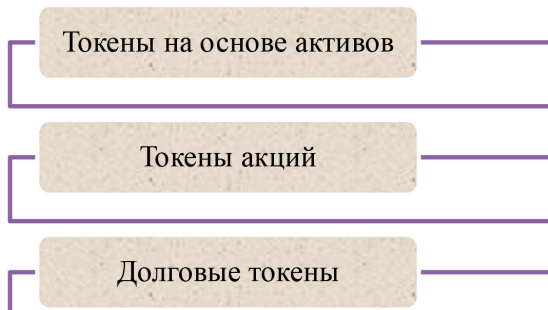 Токены на основе активов
Токены акций
Долговые токены